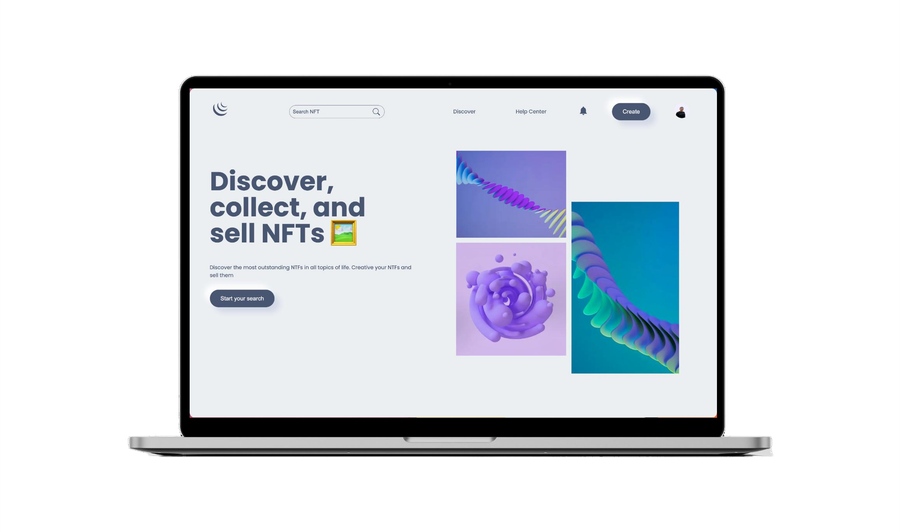 Search NFT
Discover
Help Center
Create
Discover,
collect, and
sell NFTs
Discover the most outstanding NTFs in all topics of life. Creative your NTFs and
sell them
Start your search